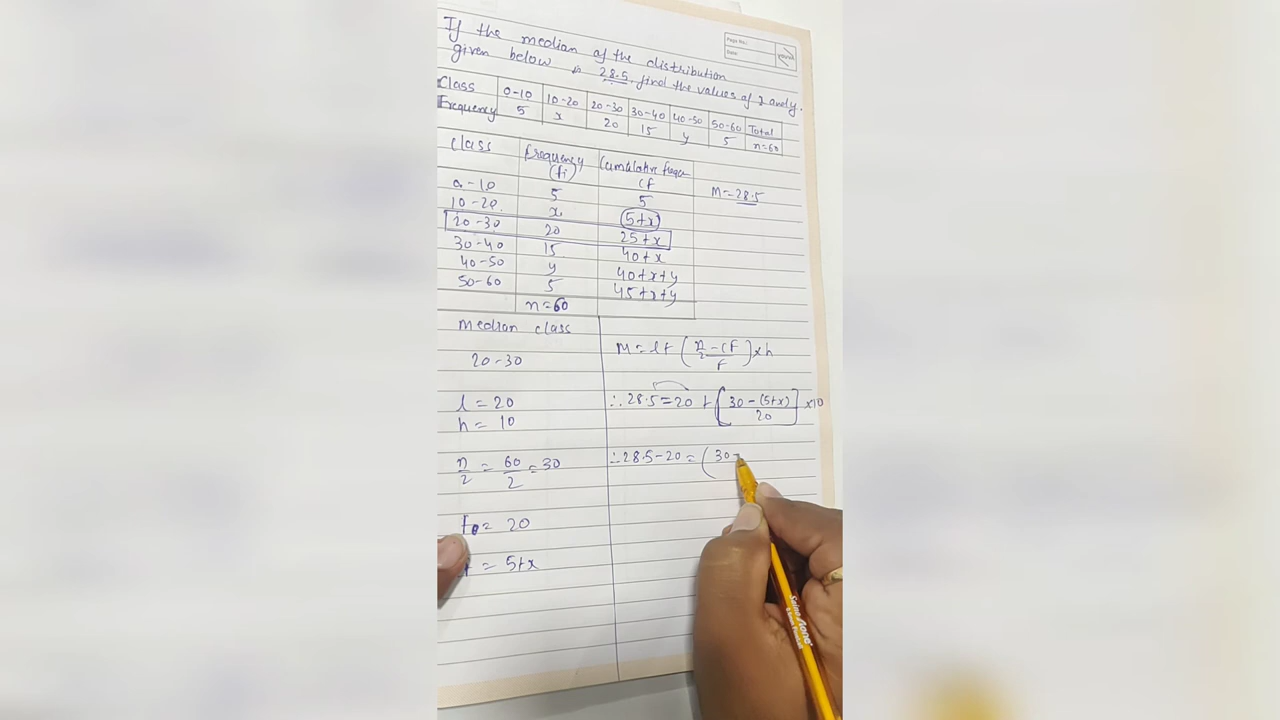 Page No.:
Date:
If the median of the distribution
given below is 28.5, find the values of x and y.
Class 0-10 10-20 20-30 30-40 40-50 50-60 Total
Frequency 5 x 20 15 y 5 n=60
Class Frequency (fi) Cumulative frequ CF
0-10 5 5
10-20 x 5+x
20-30 20 25+x
30-40 15 40+x
40-50 y 40+x+y
50-60 5 45+x+y
n=60
M=28.5
Median class
20-30
l = 20
h = 10
n/2 = 60/2 = 30
f = 20
= 5+x
M = l + (n/2 - CF / F) × h
∴ 28.5 = 20 + [30 - (5+x) / 20] × 10
∴ 28.5 - 20 = (30 -